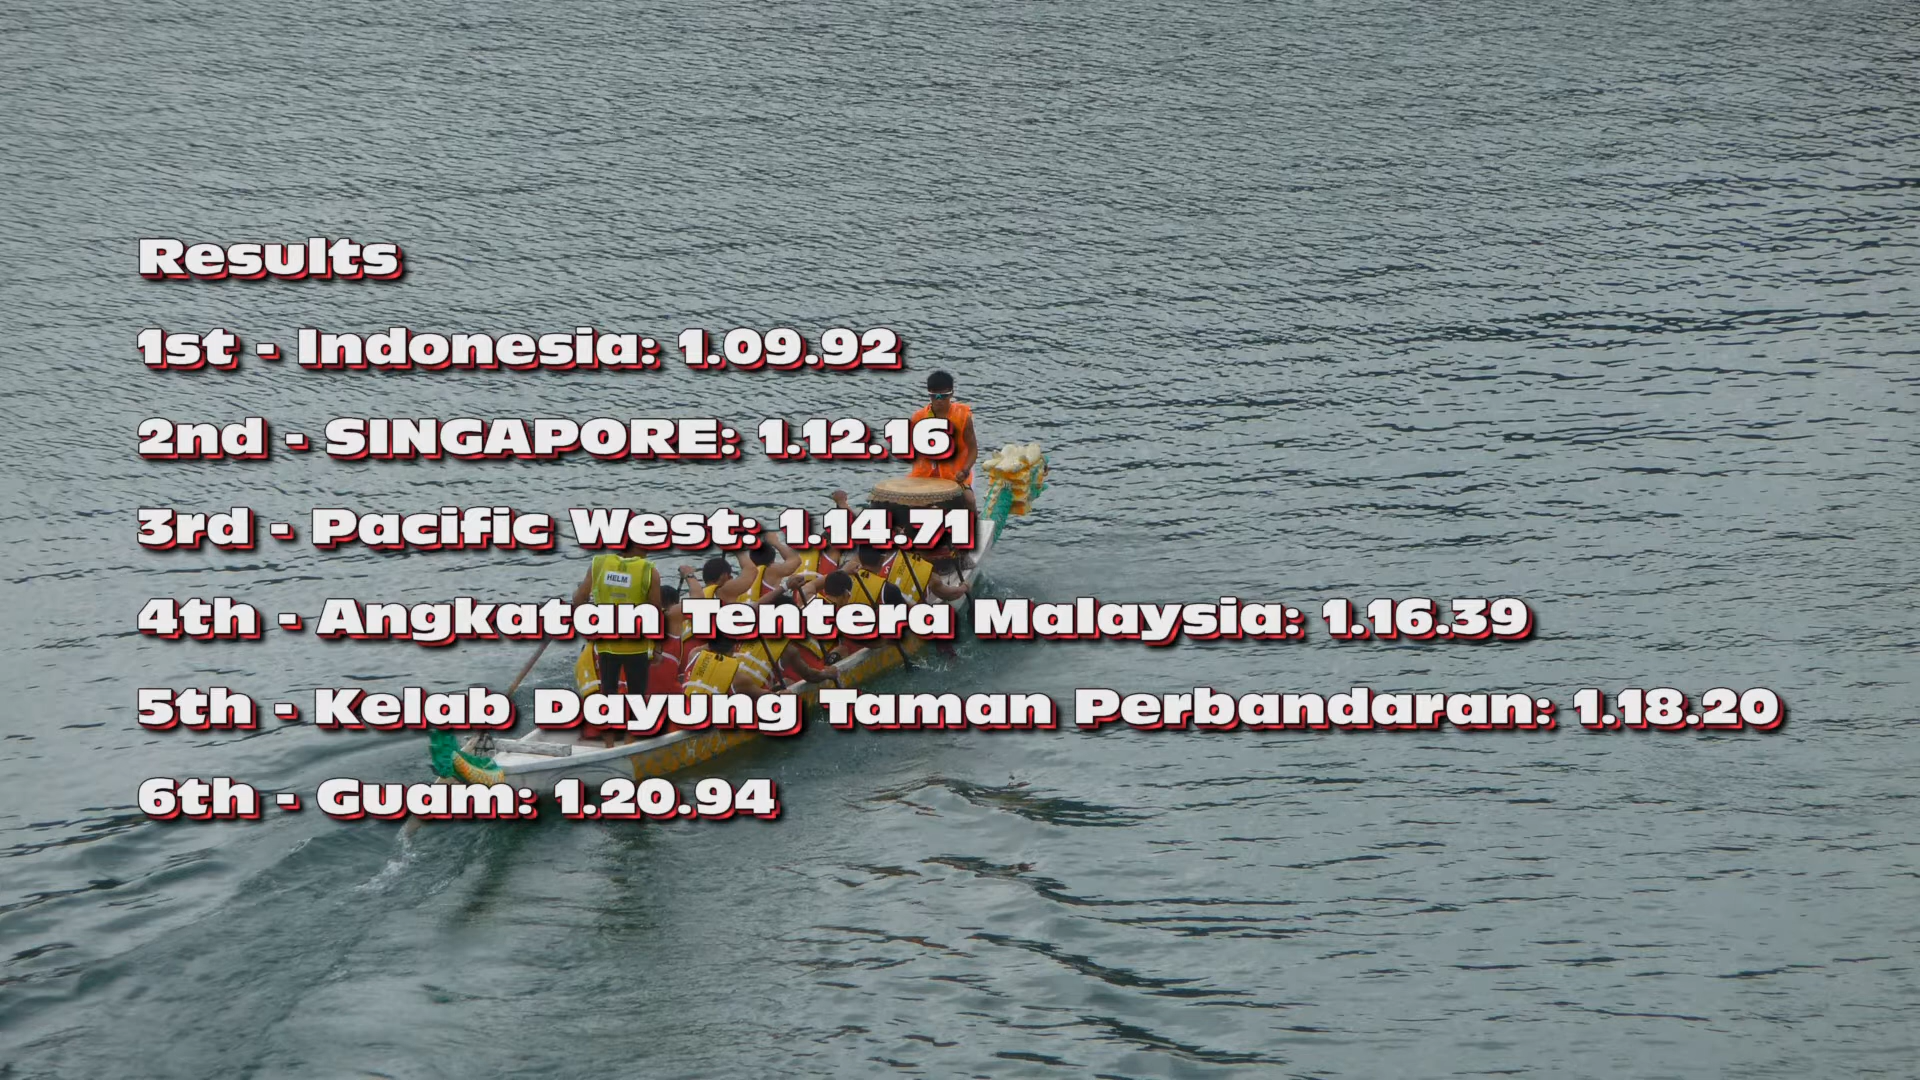 Results
1st - Indonesia: 1.09.92
2nd - SINGAPORE: 1.12.16
3rd - Pacific West: 1.14.71
HELM
4th - Angkatan Tentera Malaysia: 1.16.39
5th - Kelab Dayung Taman Perbandaran: 1.18.20
6th - Guam: 1.20.94